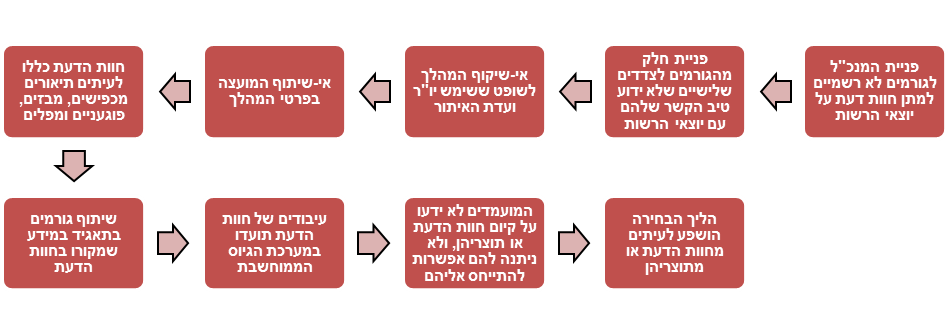 פניית המנכ"ל
לגורמים לא רשמיים
למתן חוות דעת על
יוצאי הרשות
פניית חלק
מהגורמים לצדדים
שלישיים שלא ידוע
טיב הקשר שלהם
עם יוצאי הרשות
אי-שיקוף המהלך
לשופט ששימש יו"ר
ועדת האיתור
אי-שיתוף המועצה
בפרטי המהלך
חוות הדעת כללו
לעיתים תיאורים
מכפישים, מבזים,
פוגעניים ומפלים
שיתוף גורמים
בתאגיד במידע
שמקורו בחוות
הדעת
עיבודים של חוות
הדעת תועדו
במערכת הגיוס
הממוחשבת
המועמדים לא ידעו
על קיום חוות הדעת
או תוצריהן, ולא
ניתנה להם אפשרות
להתייחס אליהם
הליך הבחירה
הושפע לעיתים
מחוות הדעת או
מתוצריהן